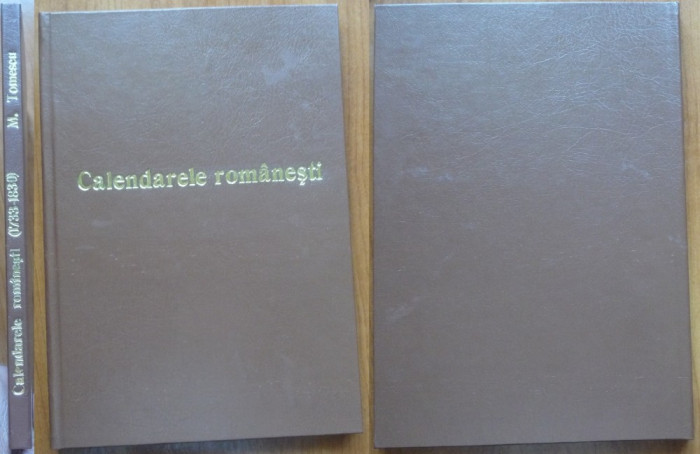 Calendarele românești (1733-1830) M. Tomescu
Calendarele românești